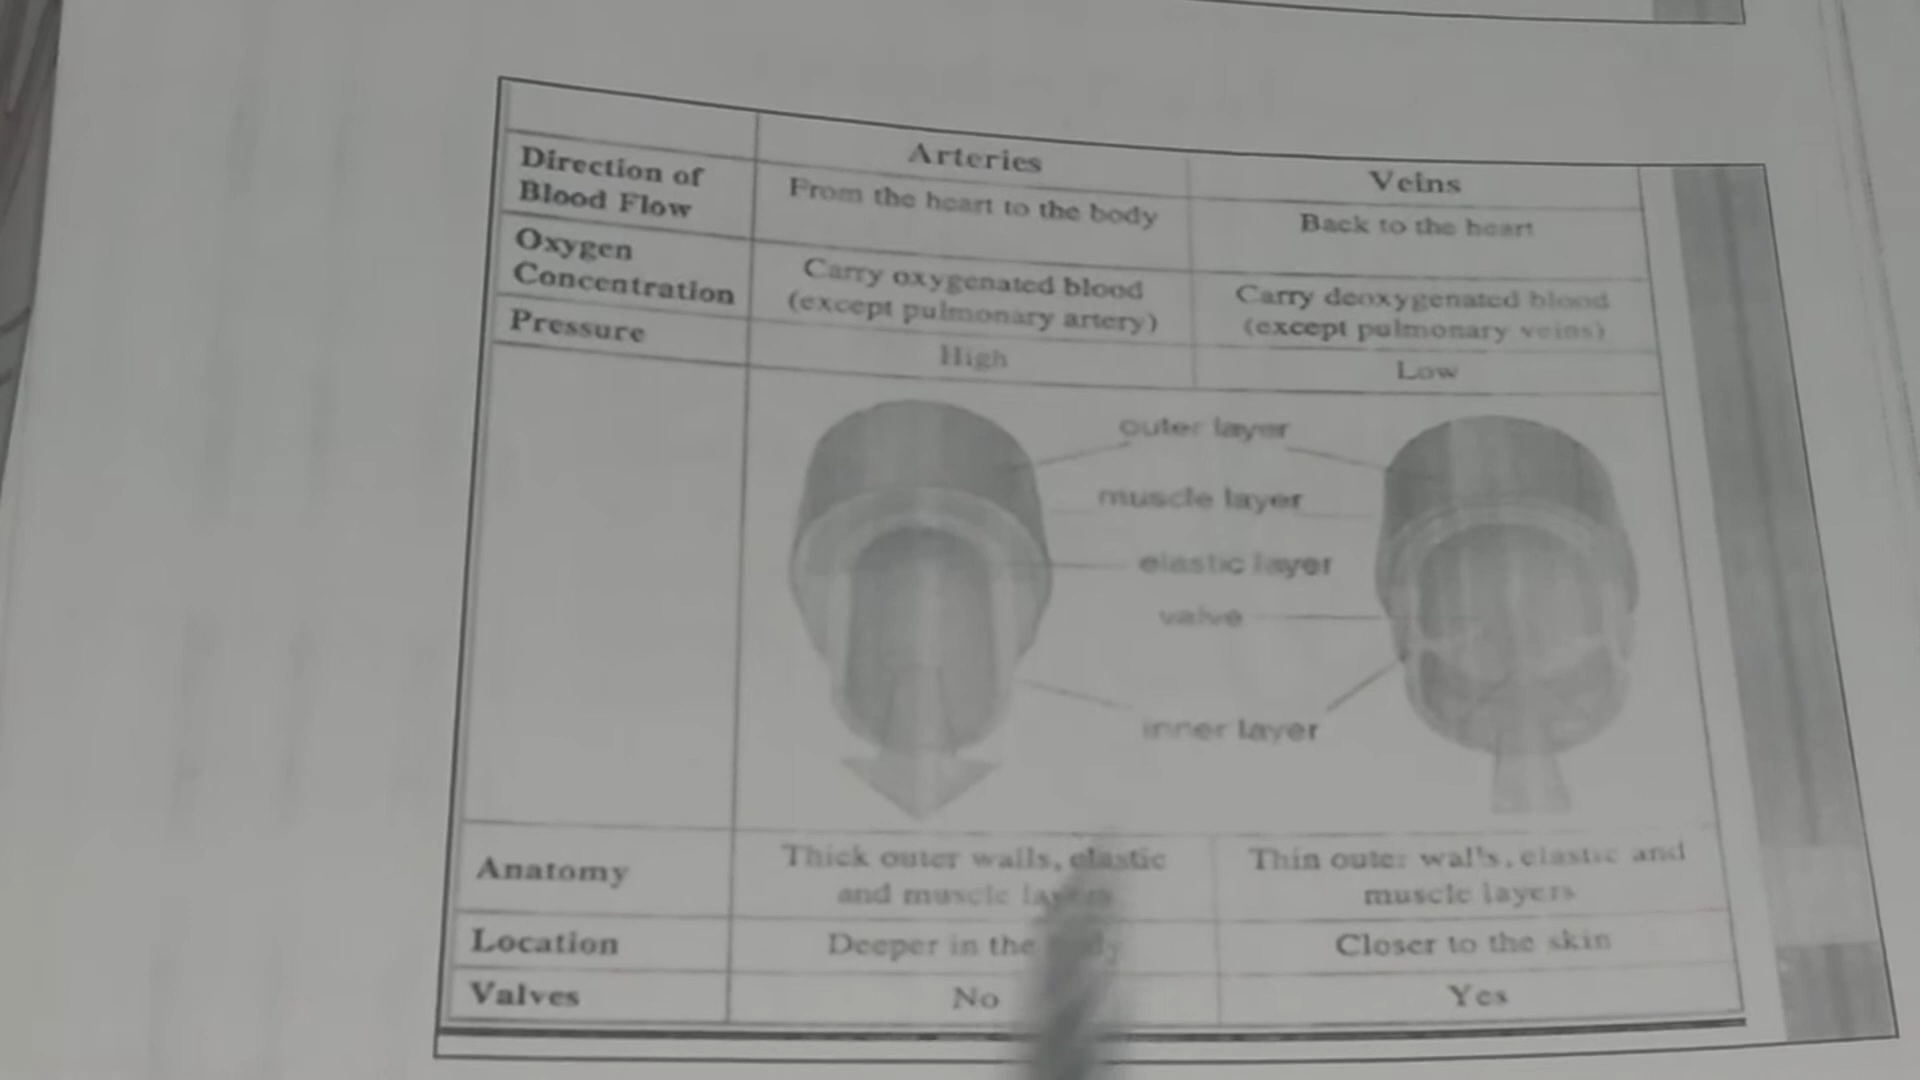 Arteries
Veins
Direction of
Blood Flow
From the heart to the body
Back to the heart
Oxygen
Concentration
Carry oxygenated blood
(except pulmonary artery)
Carry deoxygenated blood
(except pulmonary veins)
Pressure
High
Low
outer layer
muscle layer
elastic layer
valve
inner layer
Anatomy
Thick outer walls, elastic
and muscle layers
Thin outer walls, elastic and
muscle layers
Location
Deeper in the
Closer to the skin
Valves
No
Yes